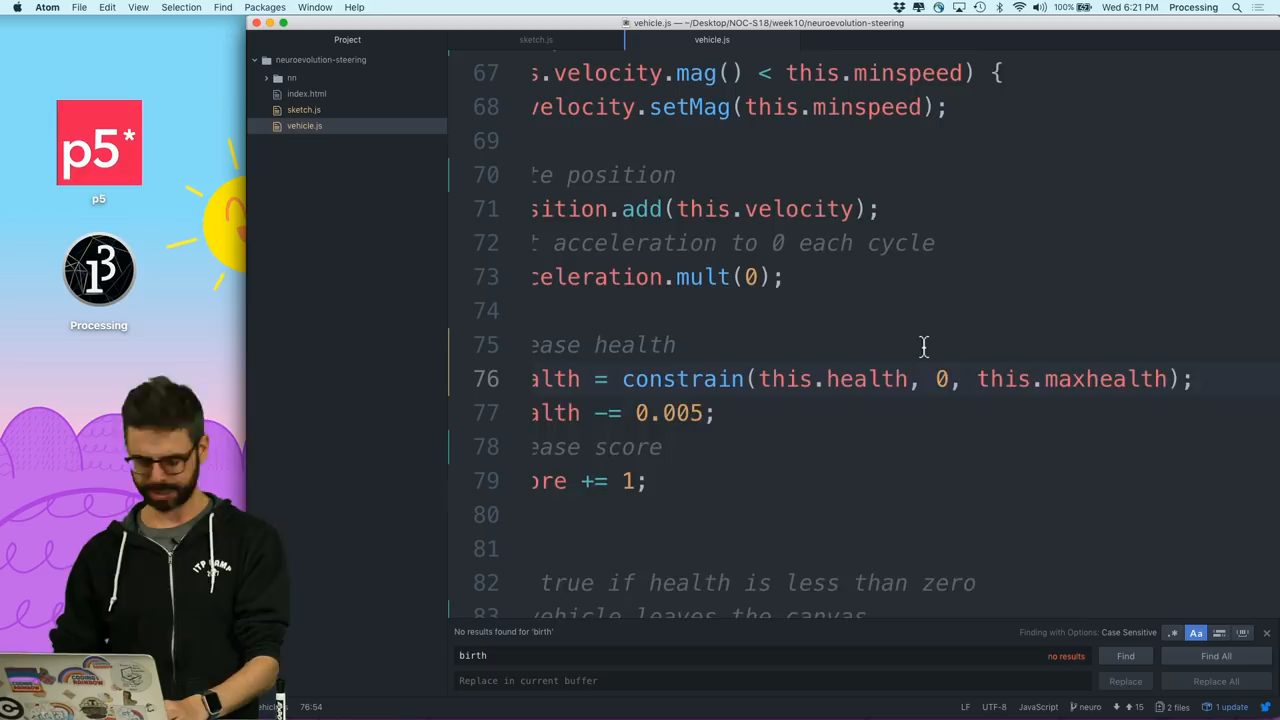 Atom File Edit View Selection Find Packages Window Help 100% Wed 6:21 PM Processing
vehicle.js — ~/Desktop/NOC-S18/week10/neuroevolution-steering
Project sketch.js vehicle.js
neuroevolution-steering
nn
index.html
sketch.js
vehicle.js
p5*
p5
Processing
67 s.velocity.mag() < this.minspeed) {
68 velocity.setMag(this.minspeed);
69
70 te position
71 sition.add(this.velocity);
72 t acceleration to 0 each cycle
73 celeration.mult(0);
74
75 ease health
76 alth = constrain(this.health, 0, this.maxhealth);
77 alth -= 0.005;
78 ease score
79 ore += 1;
80
81
82 true if health is less than zero
83 vehicle leaves the canvas
ITP CAMP
CODING RAINBOW
No results found for 'birth' Finding with Options: Case Sensitive .* Aa
birth no results Find Find All
Replace in current buffer Replace Replace All
76:54 LF UTF-8 JavaScript neuro 15 2 files 1 update